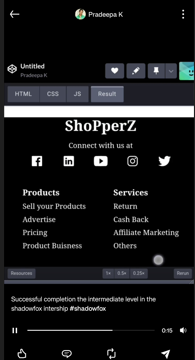 Pradeepa K
Untitled
Pradeepa K
HTML
CSS
JS
Result
ShoPperZ
Connect with us at
Products
Services
Sell your Products
Return
Advertise
Cash Back
Pricing
Affiliate Marketing
Product Buisness
Others
Resources
1×
0.5×
0.25×
Rerun
Successful completion the intermediate level in the
shadowfox intership #shadowfox
0:15